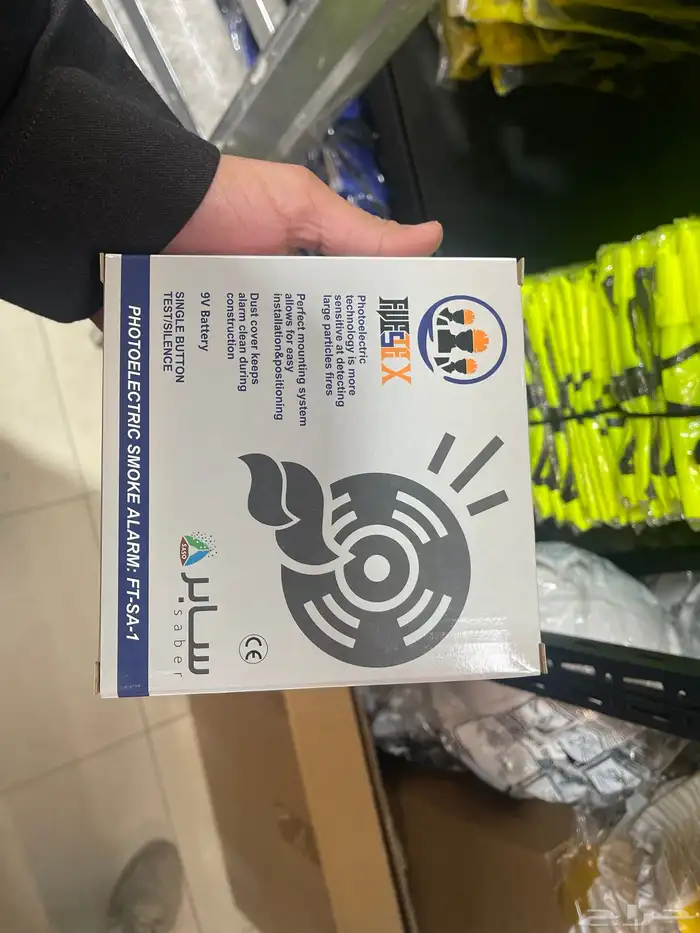 Photoelectric
technology is more
sensitive at detecting
large particles fires
Perfect mounting system
allows for easy
installation&positioning
Dust cover keeps
alarm clean during
construction
9V Battery
SINGLE BUTTON
TEST/SILENCE
سابر
saber
SASO
CE
PHOTOELECTRIC SMOKE ALARM: FT-SA-1
حراج